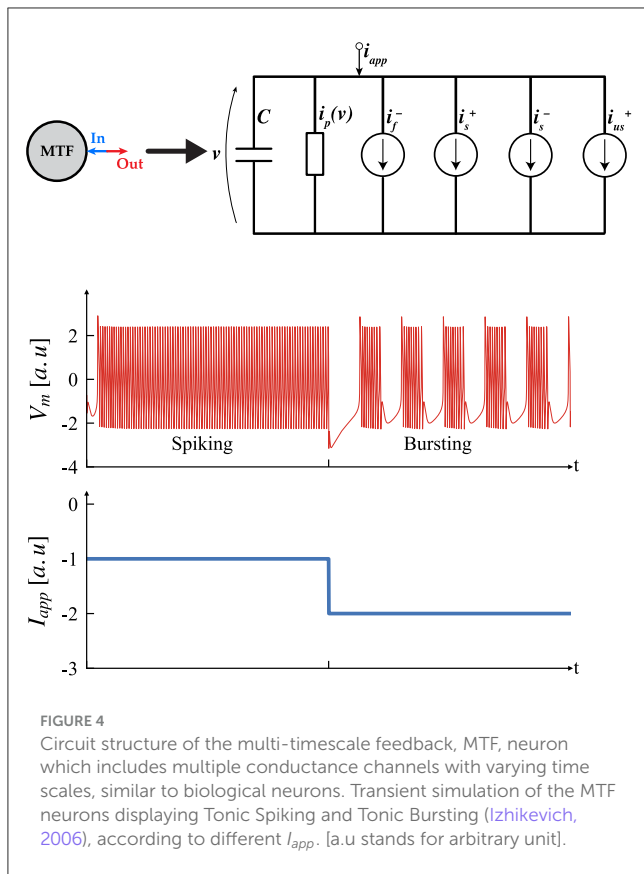 i_app
C
i_p(v)
i_f^-
i_s^+
i_s^-
i_us^+
In
MTF
Out
v
2
0
-2
-4
V_m [a.u]
Spiking
Bursting
t
0
-1
-2
-3
I_app [a.u]
t
FIGURE 4
Circuit structure of the multi-timescale feedback, MTF, neuron
which includes multiple conductance channels with varying time
scales, similar to biological neurons. Transient simulation of the MTF
neurons displaying Tonic Spiking and Tonic Bursting (Izhikevich,
2006), according to different I_app. [a.u stands for arbitrary unit].